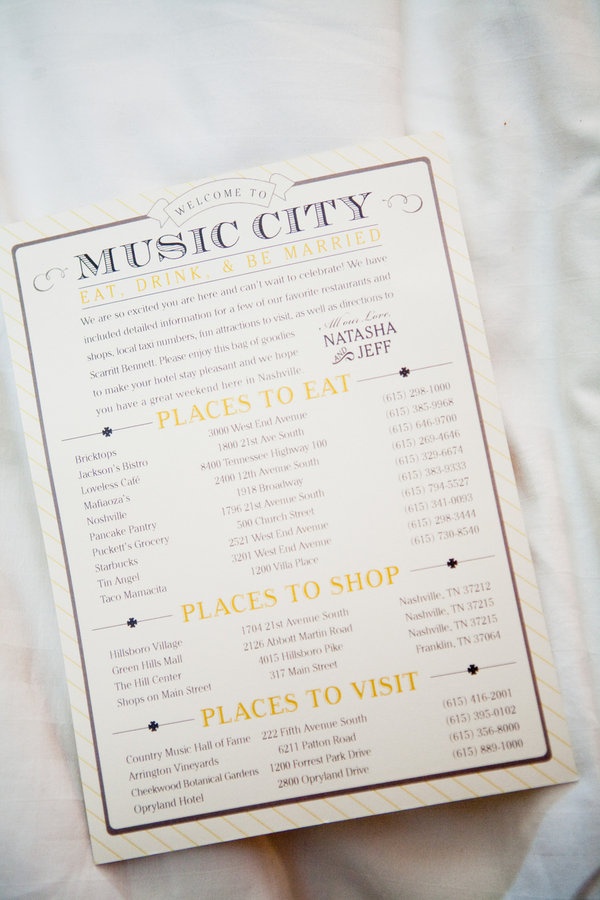 WELCOME TO
MUSIC CITY
EAT, DRINK, & BE MARRIED
We are so excited you are here and can't wait to celebrate! We have
included detailed information for a few of our favorite restaurants and
shops, local taxi numbers, fun attractions to visit, as well as directions to
Scarritt Bennett. Please enjoy this bag of goodies
to make your hotel stay pleasant and we hope
you have a great weekend here in Nashville.
All our Love,
NATASHA
AND JEFF
PLACES TO EAT
Bricktops 3000 West End Avenue (615) 298-1000
Jackson's Bistro 1800 21st Ave South (615) 385-9968
Loveless Café 8400 Tennessee Highway 100 (615) 646-9700
Mafiaoza's 2400 12th Avenue South (615) 269-4646
Noshville 1918 Broadway (615) 329-6674
Pancake Pantry 1796 21st Avenue South (615) 383-9333
Puckett's Grocery 500 Church Street (615) 794-5527
Starbucks 2521 West End Avenue (615) 341-0093
Tin Angel 3201 West End Avenue (615) 298-3444
Taco Mamacita 1200 Villa Place (615) 730-8540
PLACES TO SHOP
Hillsboro Village 1704 21st Avenue South Nashville, TN 37212
Green Hills Mall 2126 Abbott Martin Road Nashville, TN 37215
The Hill Center 4015 Hillsboro Pike Nashville, TN 37215
Shops on Main Street 317 Main Street Franklin, TN 37064
PLACES TO VISIT
Country Music Hall of Fame 222 Fifth Avenue South (615) 416-2001
Arrington Vineyards 6211 Patton Road (615) 395-0102
Cheekwood Botanical Gardens 1200 Forrest Park Drive (615) 356-8000
Opryland Hotel 2800 Opryland Drive (615) 889-1000